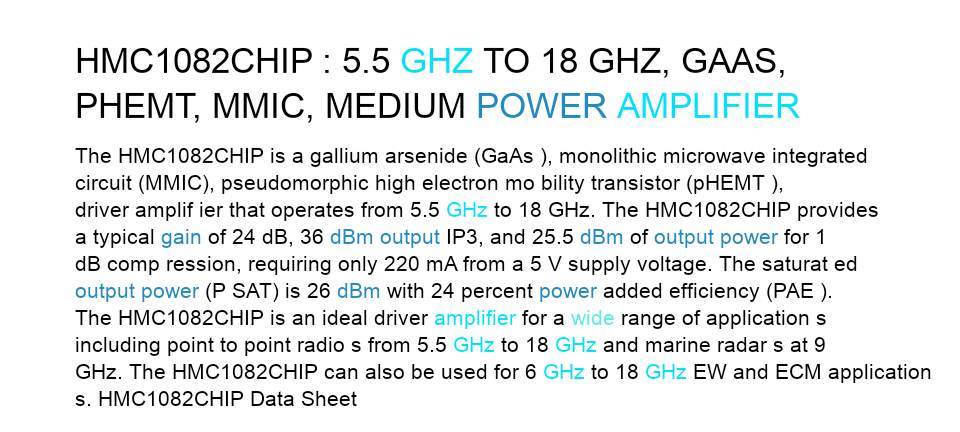 HMC1082CHIP : 5.5 GHZ TO 18 GHZ, GAAS,
PHEMT, MMIC, MEDIUM POWER AMPLIFIER
The HMC1082CHIP is a gallium arsenide (GaAs ), monolithic microwave integrated
circuit (MMIC), pseudomorphic high electron mo bility transistor (pHEMT ),
driver amplif ier that operates from 5.5 GHz to 18 GHz. The HMC1082CHIP provides
a typical gain of 24 dB, 36 dBm output IP3, and 25.5 dBm of output power for 1
dB comp ression, requiring only 220 mA from a 5 V supply voltage. The saturat ed
output power (P SAT) is 26 dBm with 24 percent power added efficiency (PAE ).
The HMC1082CHIP is an ideal driver amplifier for a wide range of application s
including point to point radio s from 5.5 GHz to 18 GHz and marine radar s at 9
GHz. The HMC1082CHIP can also be used for 6 GHz to 18 GHz EW and ECM application
s. HMC1082CHIP Data Sheet